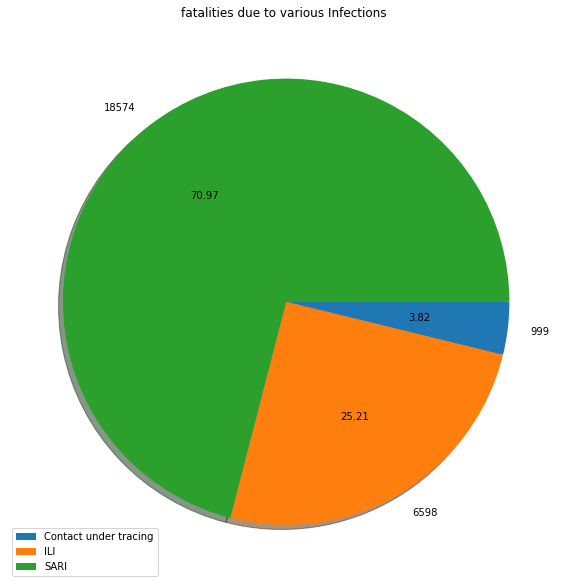 fatalities due to various Infections
18574
70.97
3.82
999
25.21
6598
Contact under tracing
ILI
SARI